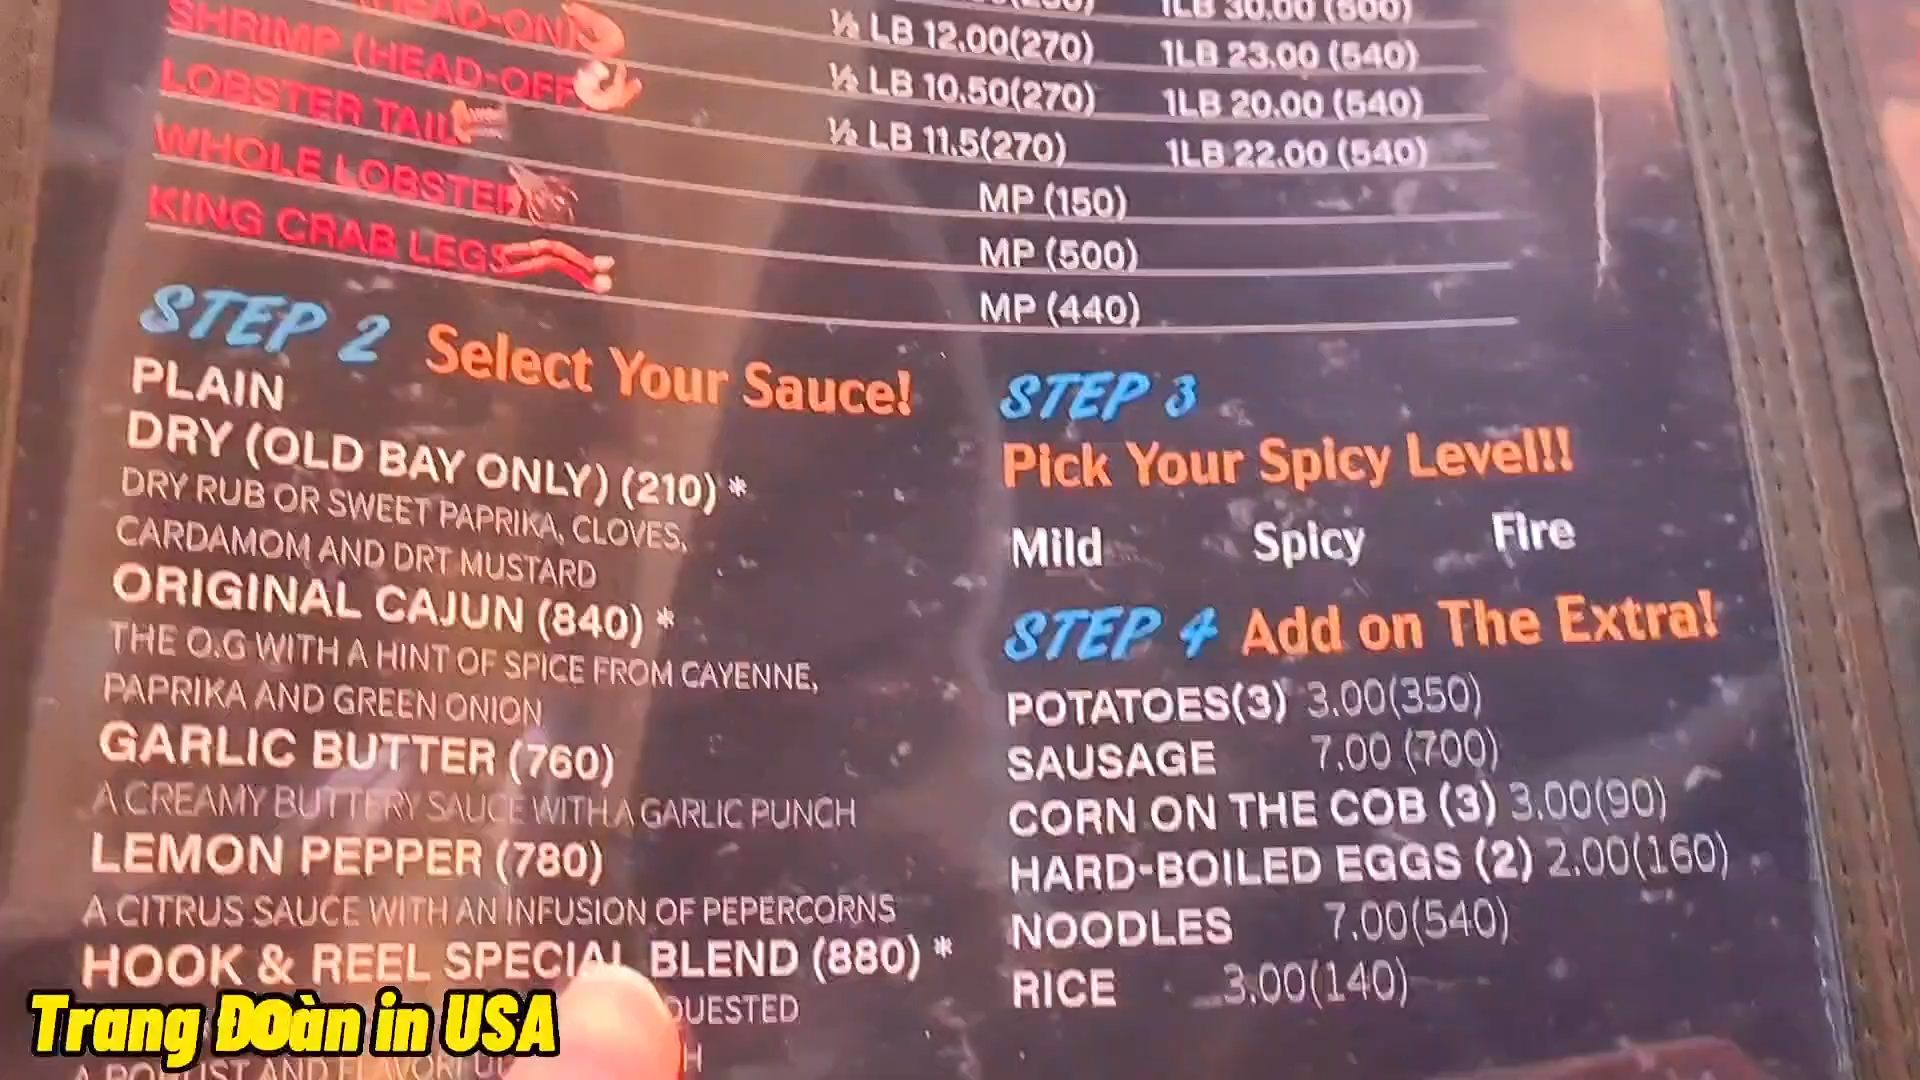 1LB 30.00 (500)
(HEAD-ON) ½ LB 12.00(270) 1LB 23.00 (540)
SHRIMP (HEAD-OFF ½ LB 10.50(270) 1LB 20.00 (540)
LOBSTER TAIL ½ LB 11.5(270) 1LB 22.00 (540)
WHOLE LOBSTER MP (150)
KING CRAB LEGS MP (500)
MP (440)
STEP 2 Select Your Sauce!
PLAIN
DRY (OLD BAY ONLY) (210) *
DRY RUB OR SWEET PAPRIKA, CLOVES,
CARDAMOM AND DRT MUSTARD
ORIGINAL CAJUN (840) *
THE O.G WITH A HINT OF SPICE FROM CAYENNE,
PAPRIKA AND GREEN ONION
GARLIC BUTTER (760)
A CREAMY BUTTERY SAUCE WITH A GARLIC PUNCH
LEMON PEPPER (780)
A CITRUS SAUCE WITH AN INFUSION OF PEPERCORNS
HOOK & REEL SPECIAL BLEND (880) *
STEP 3
Pick Your Spicy Level!!
Mild Spicy Fire
STEP 4 Add on The Extra!
POTATOES(3) 3.00(350)
SAUSAGE 7.00 (700)
CORN ON THE COB (3) 3.00(90)
HARD-BOILED EGGS (2) 2.00(160)
NOODLES 7.00(540)
RICE 3.00(140)
Trang ĐOàn in USA